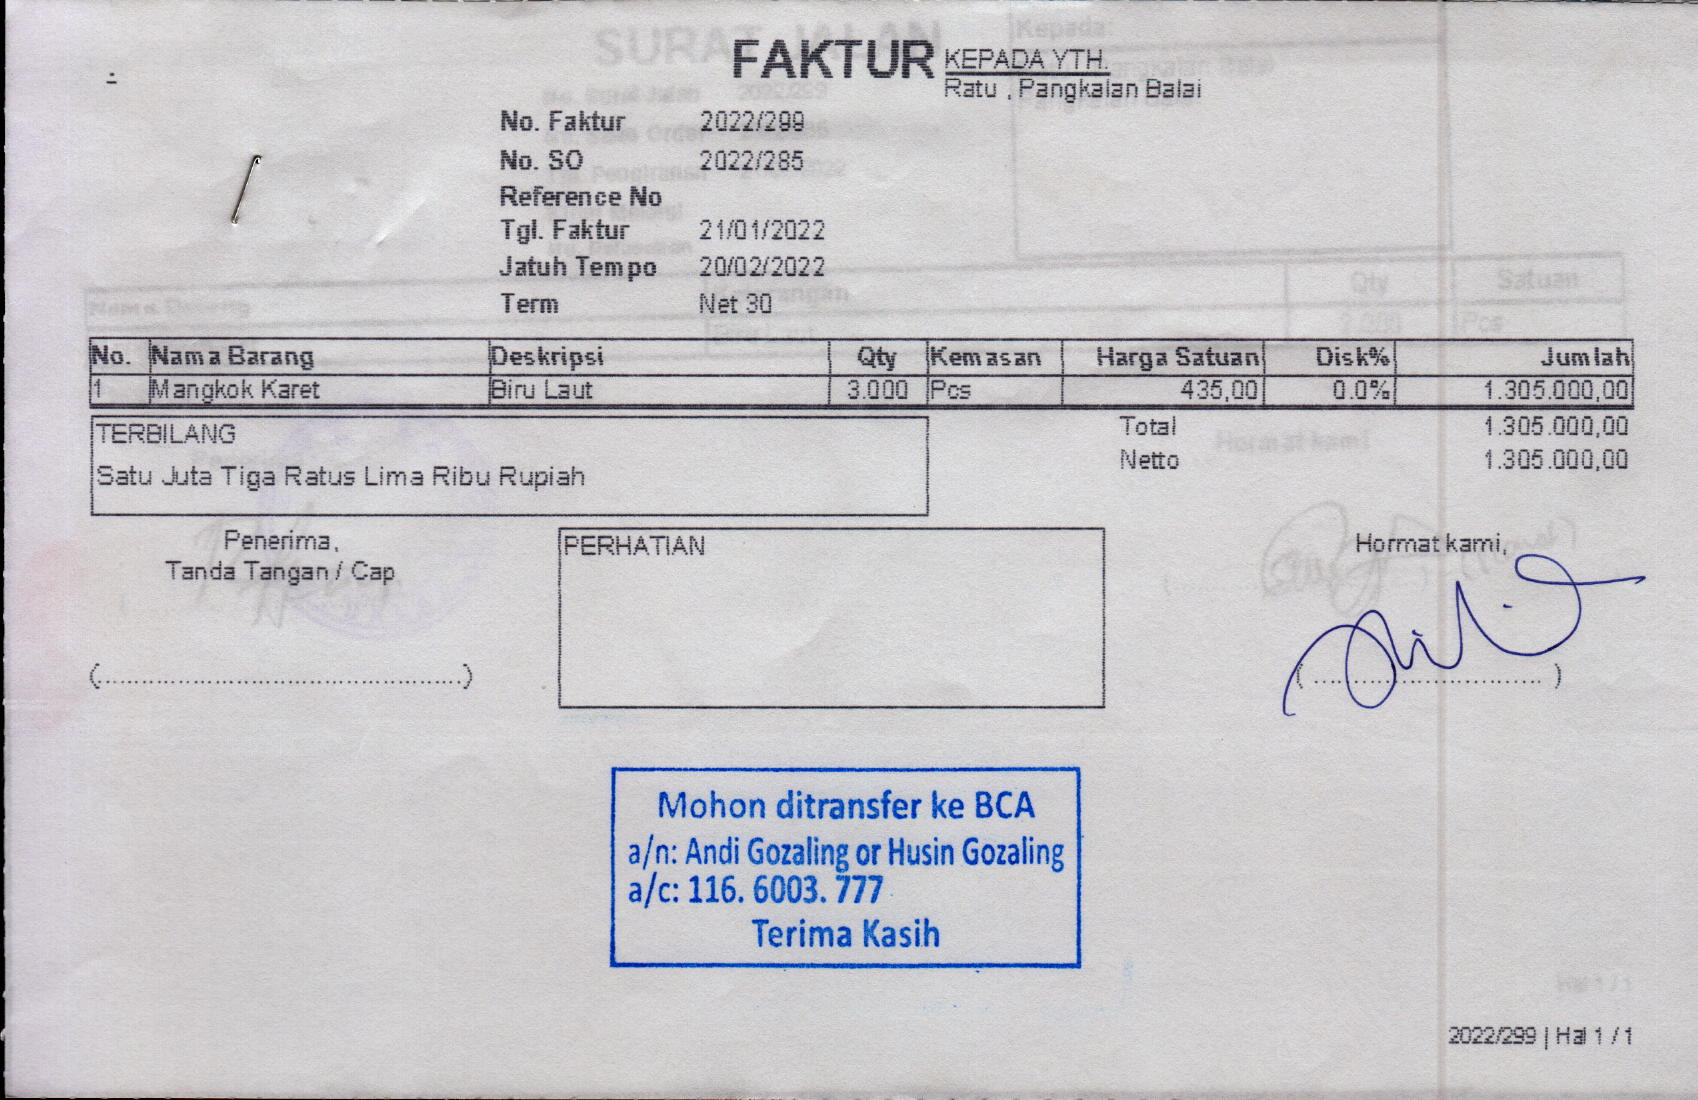 FAKTUR
KEPADA YTH.
Ratu , Pangkalan Balai
No. Faktur 2022/299
No. SO 2022/285
Reference No
Tgl. Faktur 21/01/2022
Jatuh Tempo 20/02/2022
Term Net 30
No. Nama Barang Deskripsi Qty Kemasan Harga Satuan Disk% Jumlah
1 Mangkok Karet Biru Laut 3.000 Pcs 435,00 0.0% 1.305.000,00
TERBILANG
Satu Juta Tiga Ratus Lima Ribu Rupiah
Total 1.305.000,00
Netto 1.305.000,00
Penerima,
Tanda Tangan / Cap
(............................................)
PERHATIAN
Hormat kami,
( ............................ )
Mohon ditransfer ke BCA
a/n: Andi Gozaling or Husin Gozaling
a/c: 116. 6003. 777
Terima Kasih
2022/299 | Hal 1 / 1